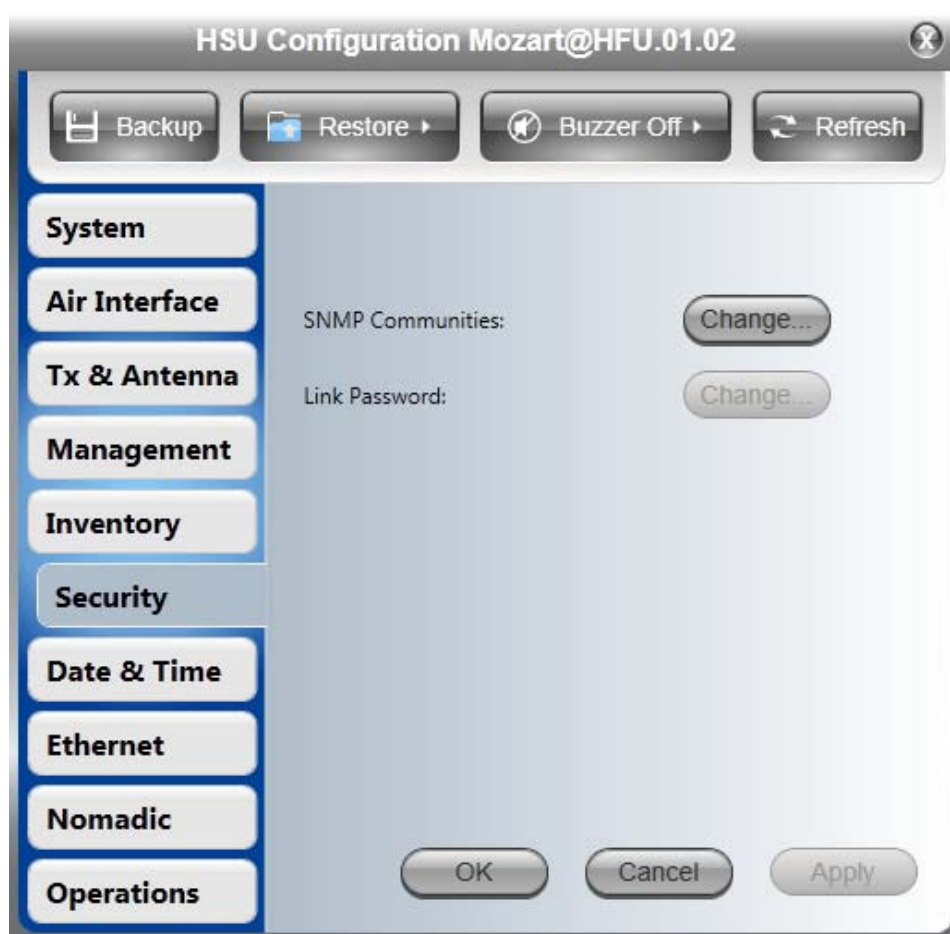 HSU Configuration Mozart@HFU.01.02
Backup Restore Buzzer Off Refresh
System
Air Interface
Tx & Antenna
Management
Inventory
Security
Date & Time
Ethernet
Nomadic
Operations
SNMP Communities: Change...
Link Password: Change...
OK Cancel Apply